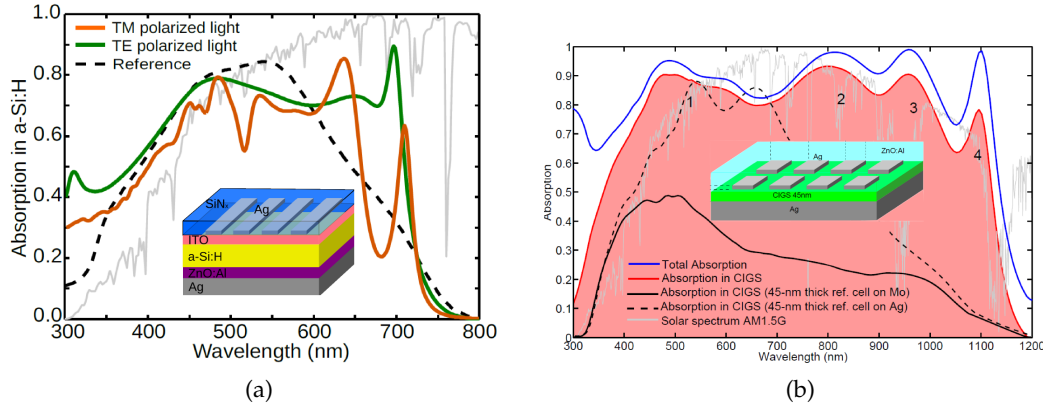 TM polarized light
TE polarized light
Reference
Absorption in a-Si:H
1.0
0.8
0.6
0.4
0.2
0.0
300 400 500 600 700 800
Wavelength (nm)
SiNₓ
Ag
ITO
a-Si:H
ZnO:Al
Ag
(a)
Absorption
1
0.9
0.8
0.7
0.6
0.5
0.4
0.3
0.2
0.1
0
300 400 500 600 700 800 900 1000 1100 1200
Wavelength (nm)
1
2
3
4
Ag
ZnO:Al
CIGS 45nm
Ag
Total Absorption
Absorption in CIGS
Absorption in CIGS (45-nm thick ref. cell on Mo)
Absorption in CIGS (45-nm thick ref. cell on Ag)
Solar spectrum AM1.5G
(b)